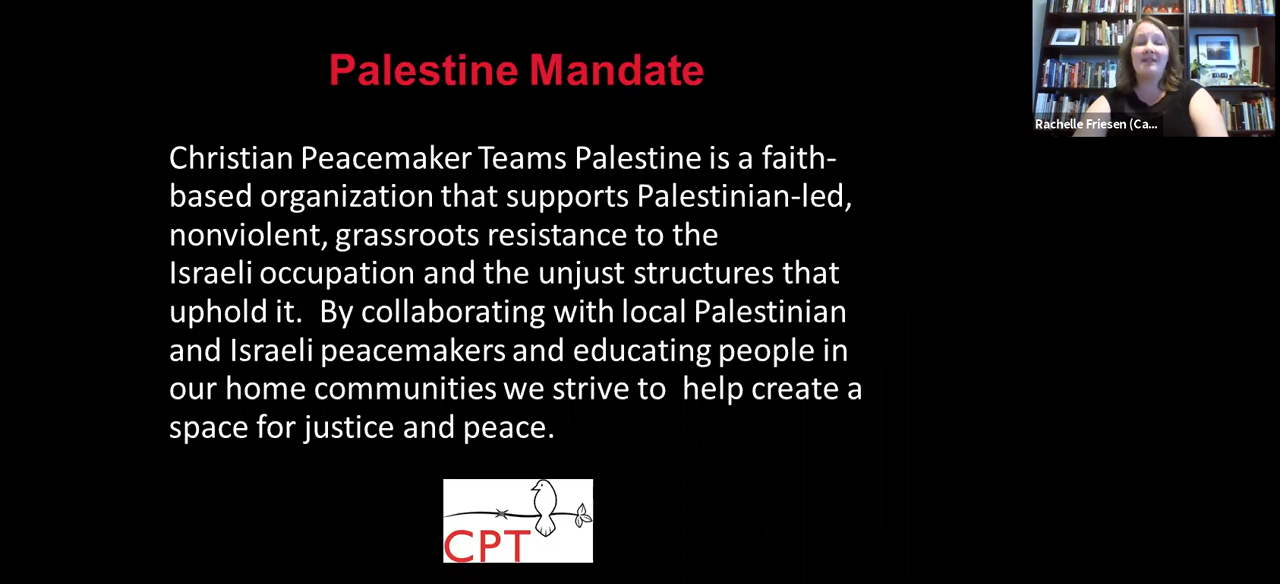 Palestine Mandate
Rachelle Friesen (Ca...
Christian Peacemaker Teams Palestine is a faith-
based organization that supports Palestinian-led,
nonviolent, grassroots resistance to the
Israeli occupation and the unjust structures that
uphold it.  By collaborating with local Palestinian
and Israeli peacemakers and educating people in
our home communities we strive to  help create a
space for justice and peace.
CPT